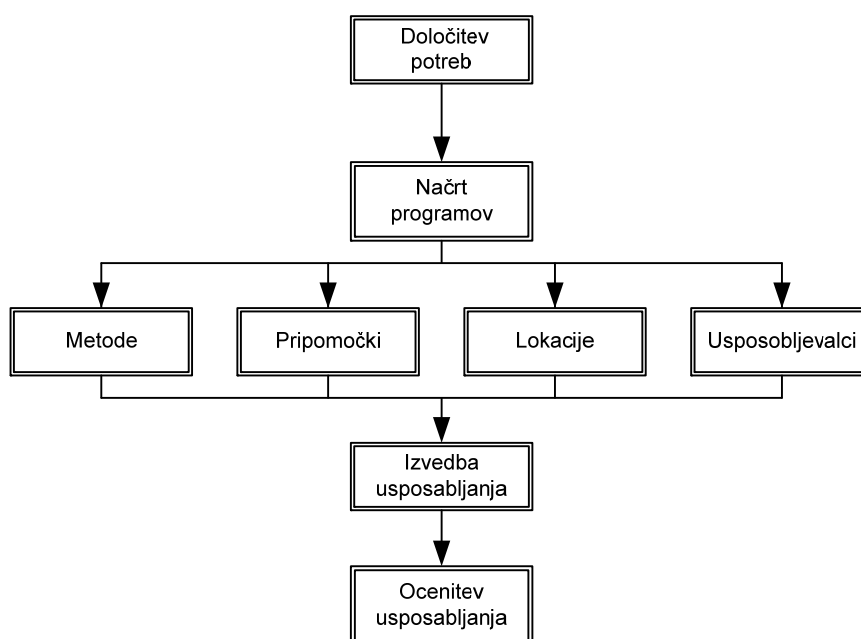 Določitev
potreb
Načrt
programov
Metode
Pripomočki
Lokacije
Usposobljevalci
Izvedba
usposabljanja
Ocenitev
usposabljanja